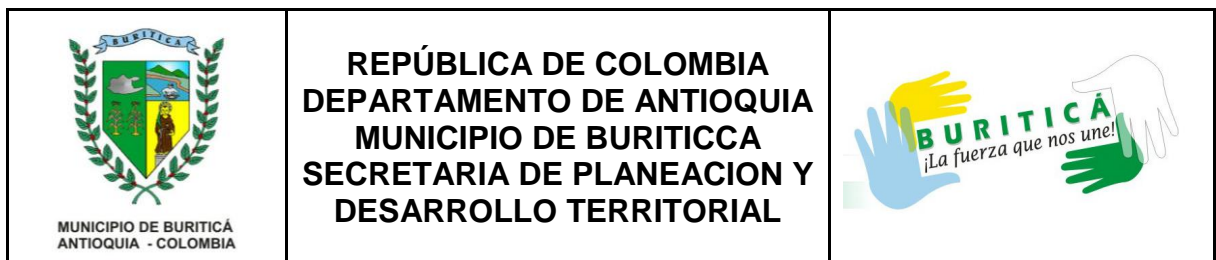 BURITICA
MUNICIPIO DE BURITICÁ
ANTIOQUIA - COLOMBIA
REPÚBLICA DE COLOMBIA
DEPARTAMENTO DE ANTIOQUIA
MUNICIPIO DE BURITICCA
SECRETARIA DE PLANEACION Y
DESARROLLO TERRITORIAL
BURITICÁ
¡La fuerza que nos une!